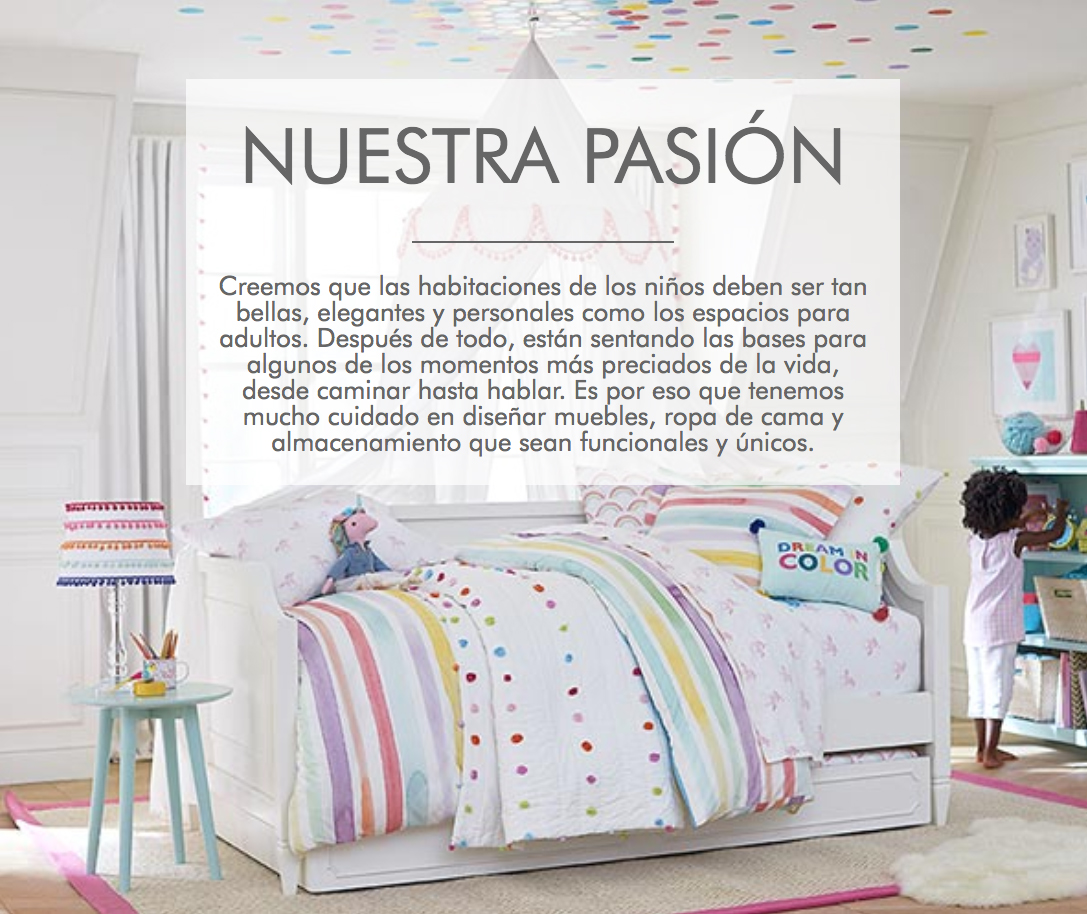 NUESTRA PASIÓN
Creemos que las habitaciones de los niños deben ser tan
bellas, elegantes y personales como los espacios para
adultos. Después de todo, están sentando las bases para
algunos de los momentos más preciados de la vida,
desde caminar hasta hablar. Es por eso que tenemos
mucho cuidado en diseñar muebles, ropa de cama y
almacenamiento que sean funcionales y únicos.
DREAM IN
COLOR